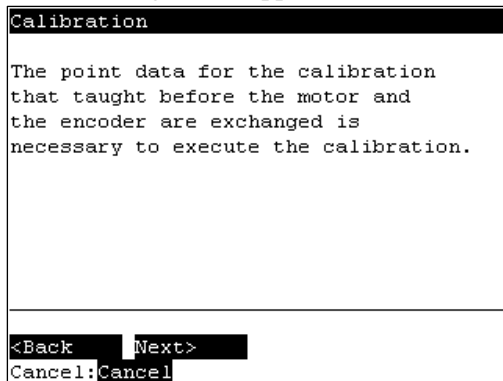 Calibration
The point data for the calibration
that taught before the motor and
the encoder are exchanged is
necessary to execute the calibration.
<Back Next>
Cancel:Cancel